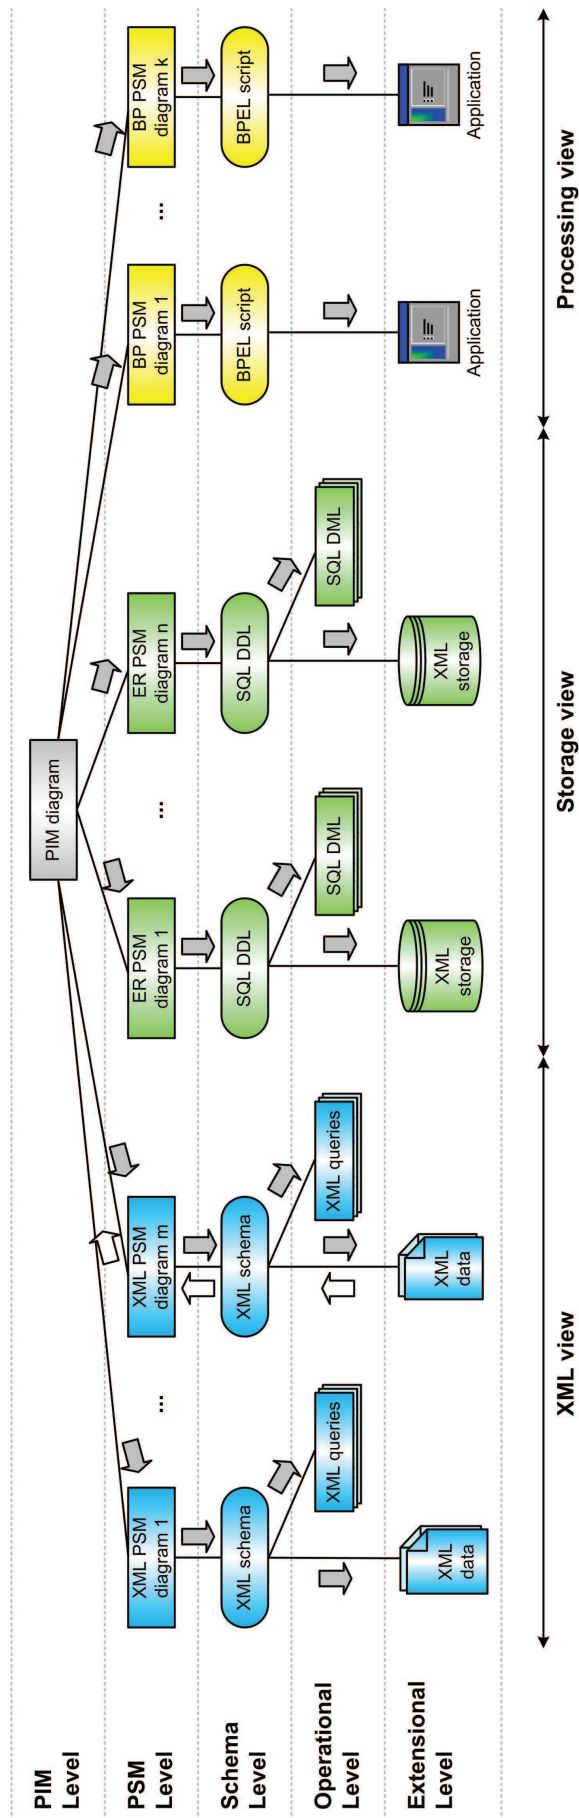 PIM
Level
PIM diagram
PSM
Level
XML PSM
diagram 1
...
XML PSM
diagram m
ER PSM
diagram 1
...
ER PSM
diagram n
BP PSM
diagram 1
...
BP PSM
diagram k
Schema
Level
XML schema
XML schema
SQL DDL
SQL DDL
BPEL script
BPEL script
Operational
Level
XML queries
XML queries
SQL DML
SQL DML
Extensional
Level
XML
data
XML
data
XML
storage
XML
storage
Application
Application
XML view
Storage view
Processing view